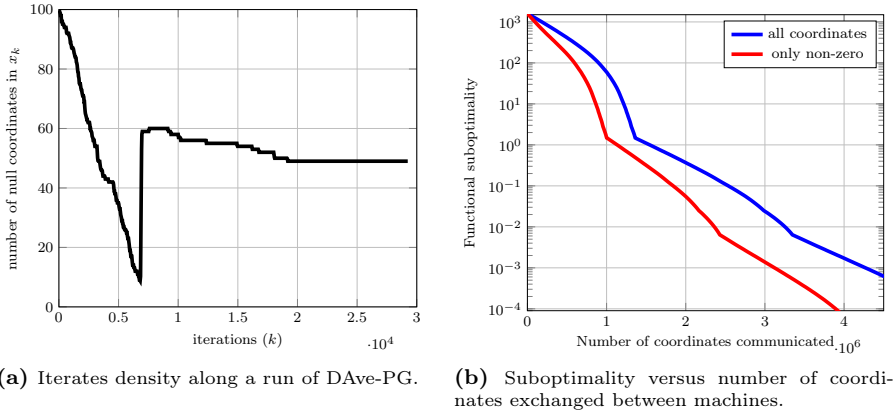 100
80
60
40
20
0
number of null coordinates in x_k
0 0.5 1 1.5 2 2.5 3
iterations (k)
·10^4
10^3
10^2
10^1
10^0
10^−1
10^−2
10^−3
10^−4
Functional suboptimality
all coordinates
only non-zero
0 1 2 3 4
Number of coordinates communicated
·10^6
(a) Iterates density along a run of DAve-PG.
(b) Suboptimality versus number of coordi-
nates exchanged between machines.